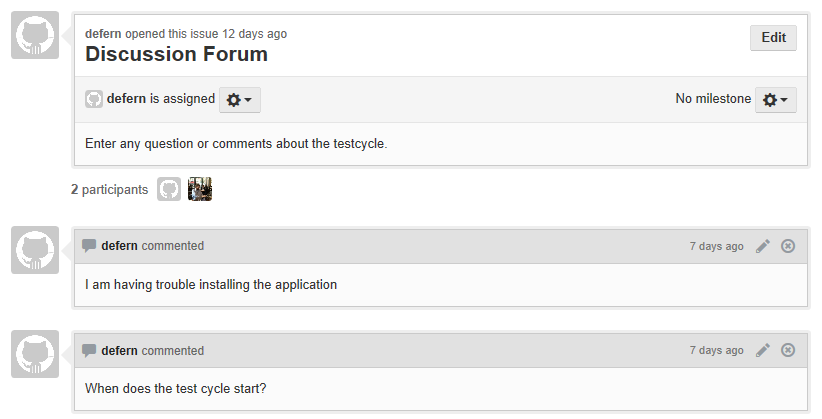 defern opened this issue 12 days ago
Edit
Discussion Forum
defern is assigned
No milestone
Enter any question or comments about the testcycle.
2 participants
defern commented
7 days ago
I am having trouble installing the application
defern commented
7 days ago
When does the test cycle start?